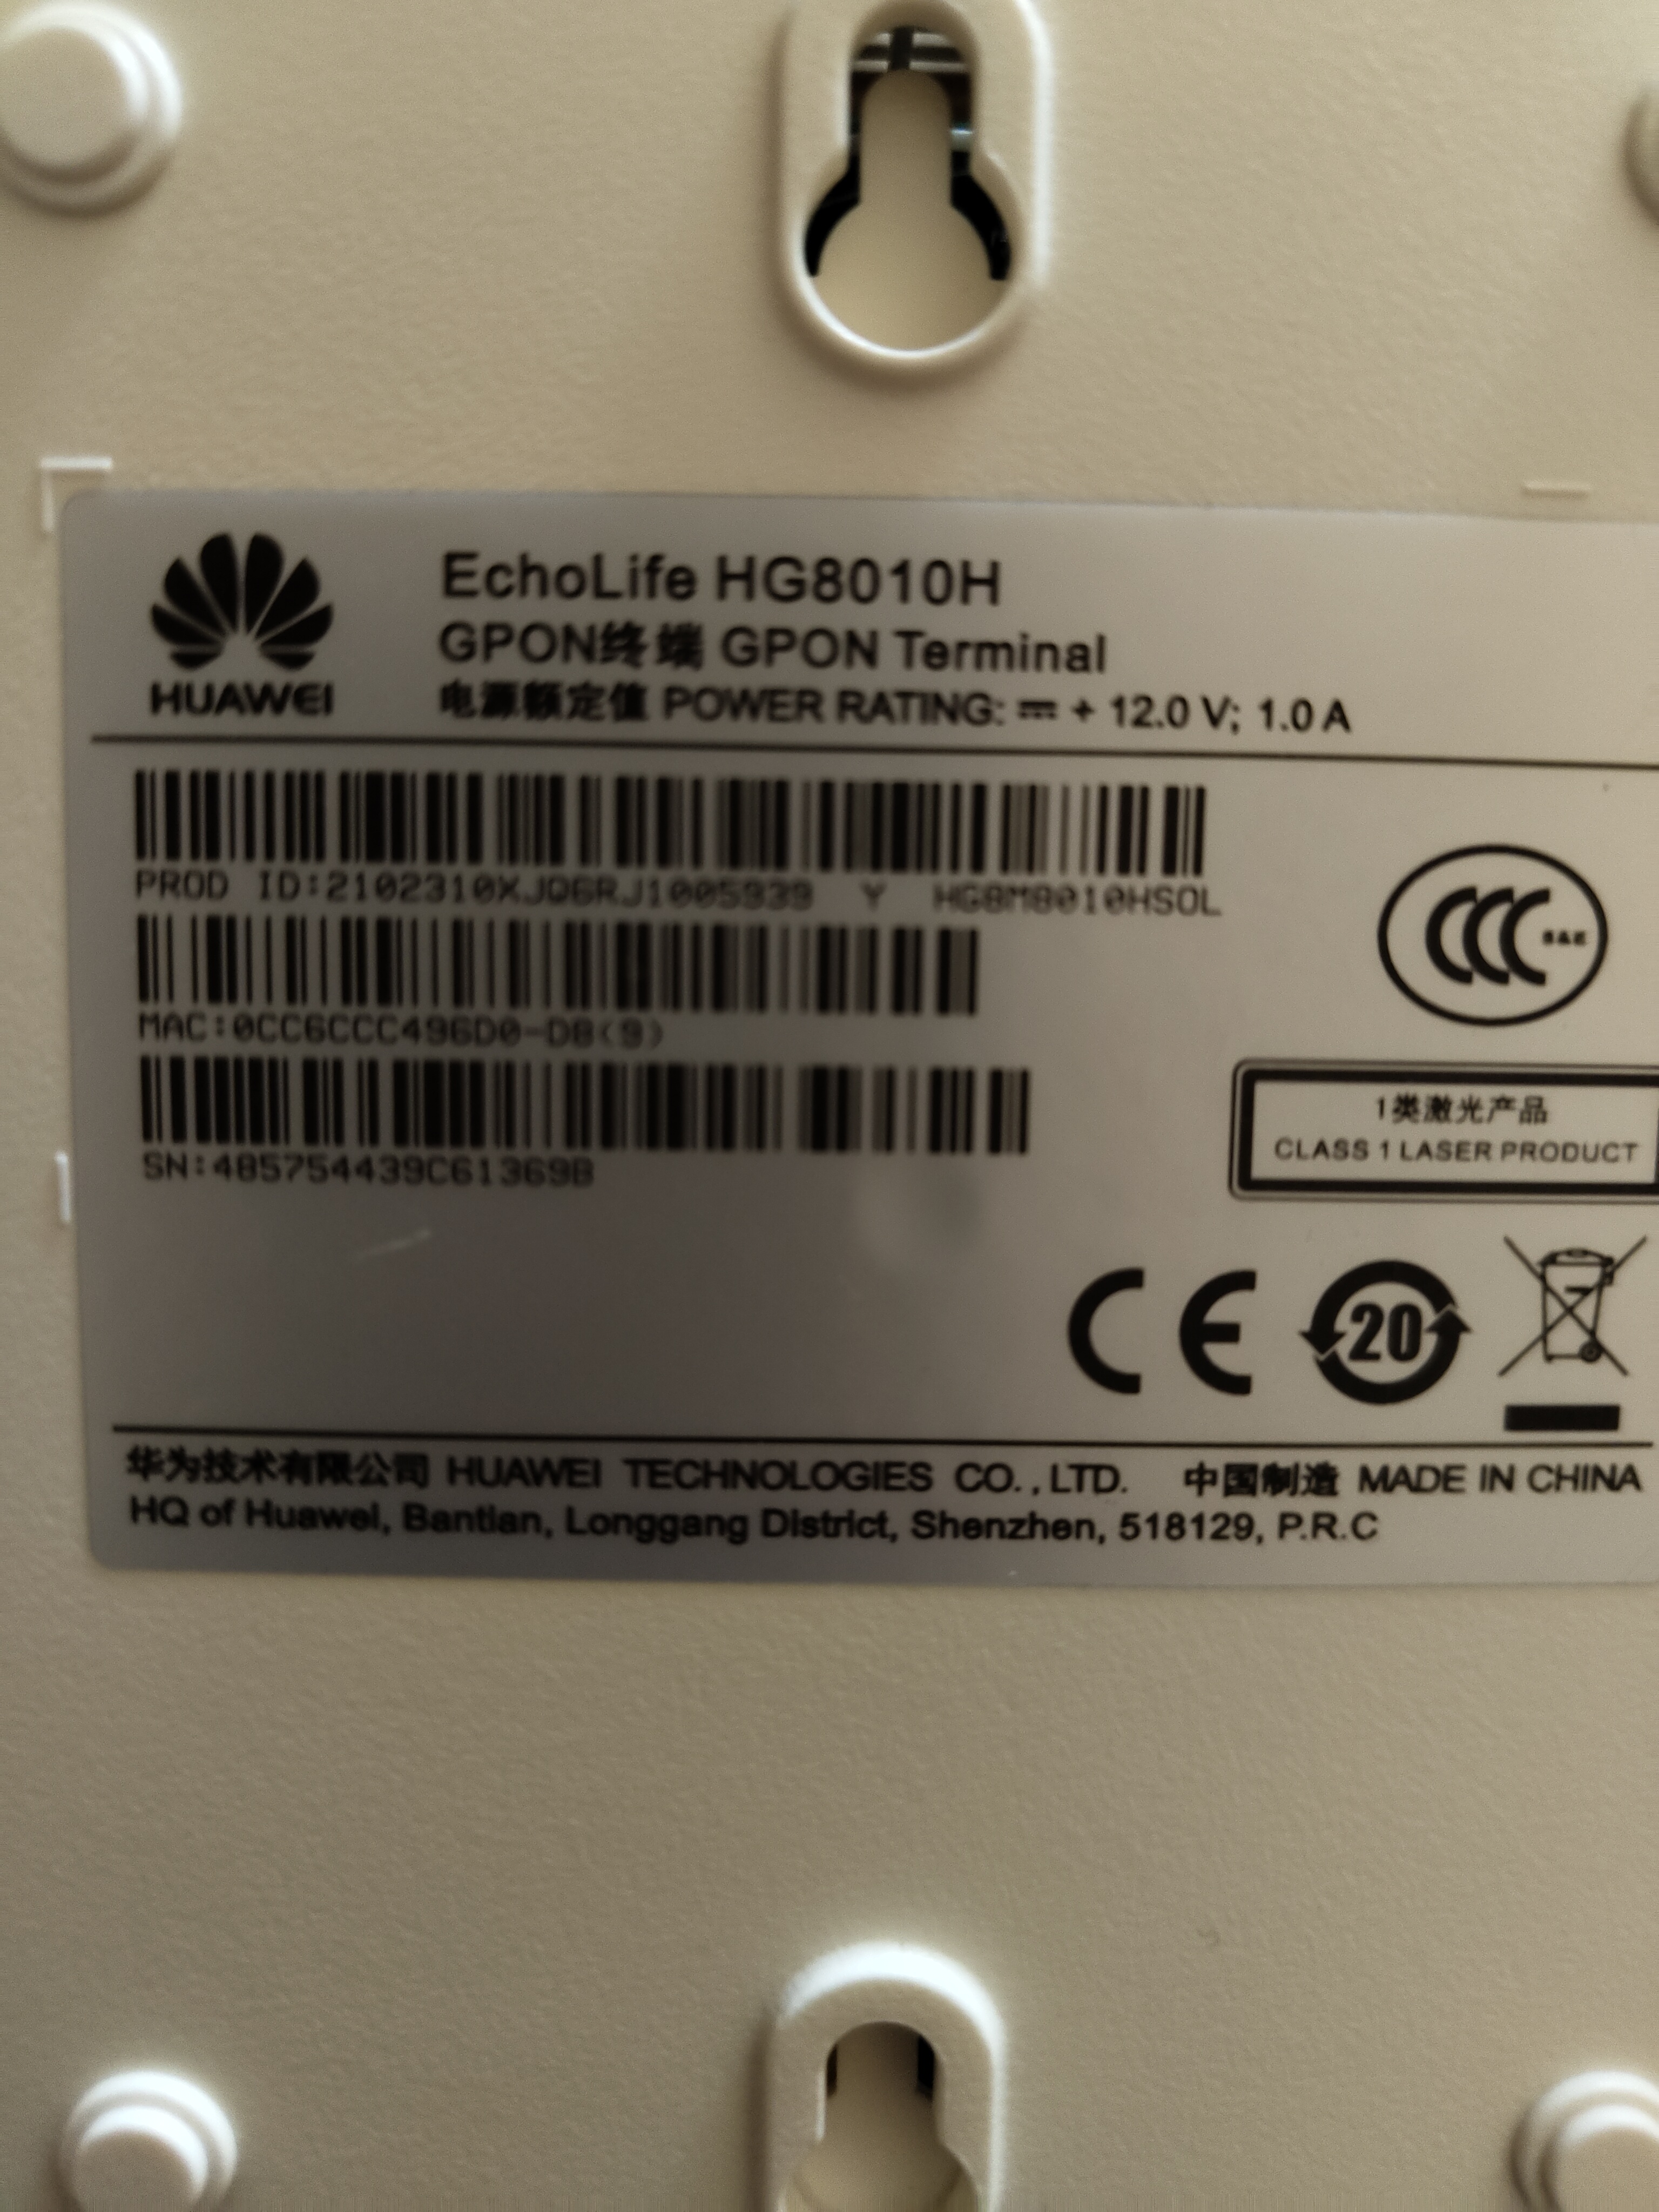 EchoLife HG8010H
GPON终端 GPON Terminal
HUAWEI
电源额定值 POWER RATING: ⎓ + 12.0 V; 1.0 A
PROD ID:2102310XJQ6RJ1005939 Y HG8M8010HSOL
MAC:0CC6CCC496D0-D8(9)
CCC S&E
SN:485754439C61369B
1类激光产品
CLASS 1 LASER PRODUCT
CE 20
华为技术有限公司 HUAWEI TECHNOLOGIES CO.,LTD. 中国制造 MADE IN CHINA
HQ of Huawei, Bantian, Longgang District, Shenzhen, 518129, P.R.C